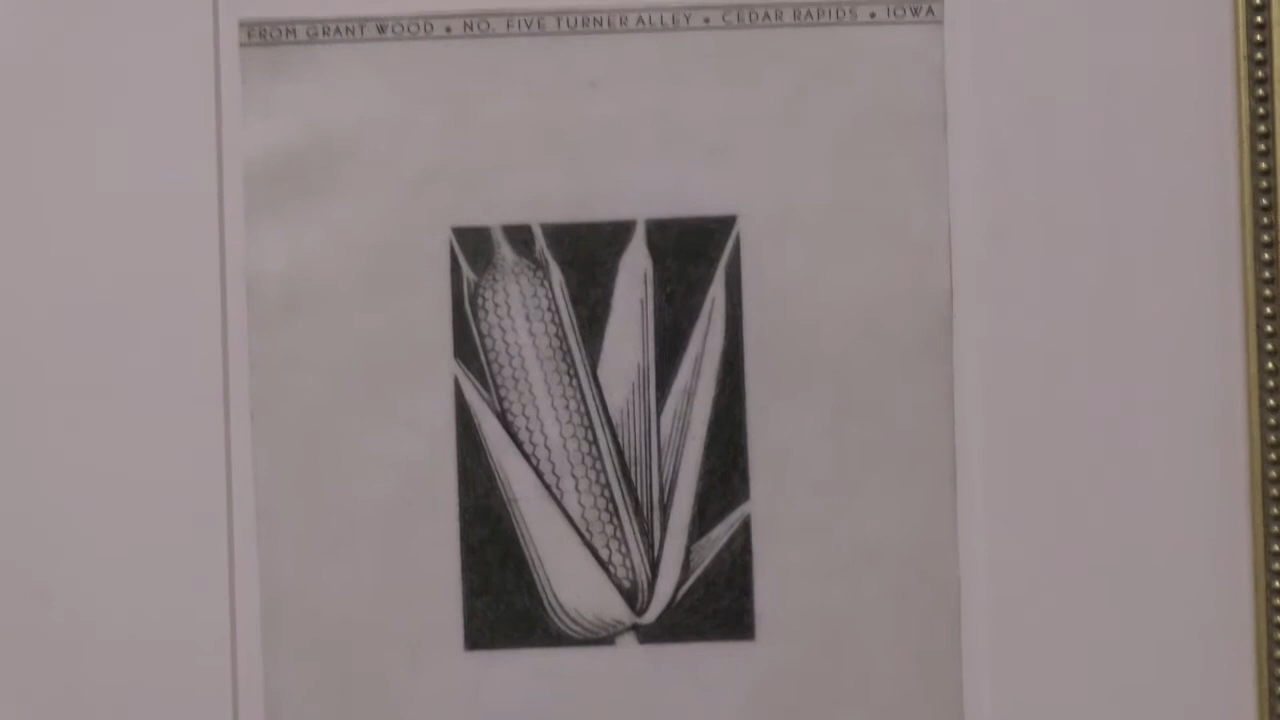 FROM GRANT WOOD • NO. FIVE TURNER ALLEY • CEDAR RAPIDS • IOWA